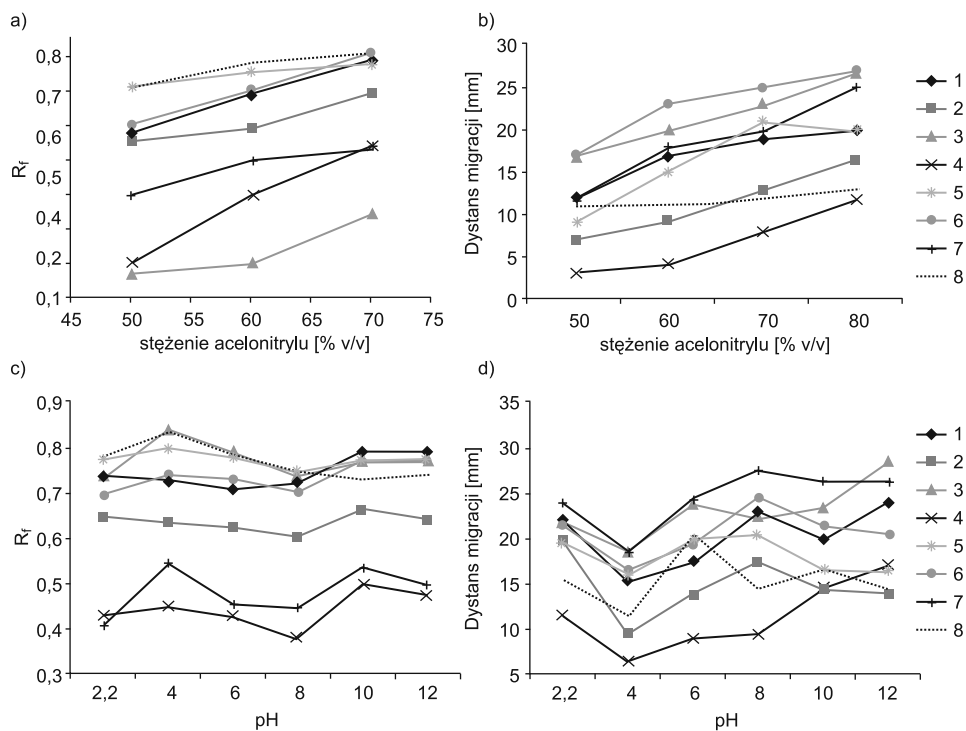 a)
0,8
0,7
0,6
0,5
0,4
0,2
0,1
R_f
45 50 55 60 65 70 75
stężenie acelonitrylu [% v/v]
b)
30
25
20
15
10
5
0
Dystans migracji [mm]
50 60 70 80
stężenie acelonitrylu [% v/v]
1
2
3
4
5
6
7
8
c)
0,9
0,8
0,7
0,6
0,5
0,4
0,3
R_f
2,2 4 6 8 10 12
pH
d)
35
30
25
20
15
10
5
Dystans migracji [mm]
2,2 4 6 8 10 12
pH
1
2
3
4
5
6
7
8